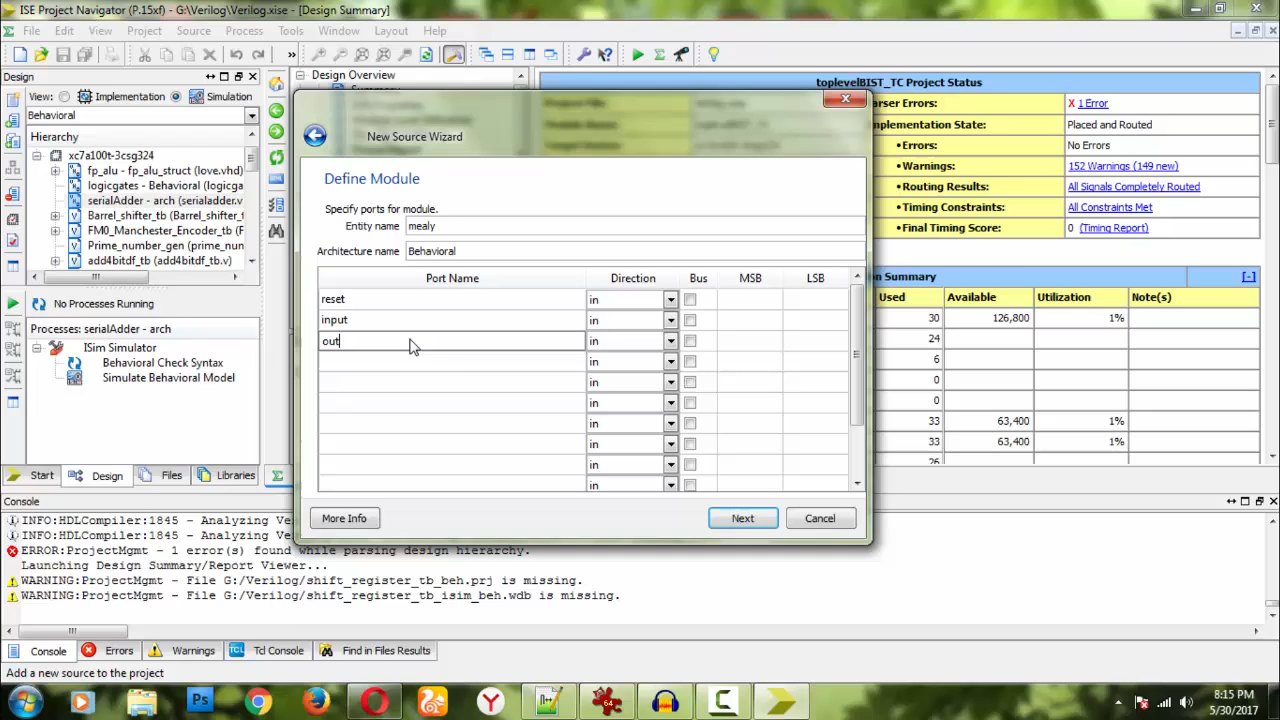 ISE Project Navigator (P.15xf) - G:\Verilog\Verilog.xise - [Design Summary]
File Edit View Project Source Process Tools Window Layout Help
Design
View: Implementation Simulation
Behavioral
Hierarchy
xc7a100t-3csg324
fp_alu - fp_alu_struct (love.vhd)
logicgates - Behavioral (logicga
serialAdder - arch (serialadder.v
Barrel_shifter_tb (Barrel_shifter_t
FM0_Manchester_Encoder_tb (F
Prime_number_gen (prime_num
add4bitdf_tb (add4bitdf_tb.v)
No Processes Running
Processes: serialAdder - arch
ISim Simulator
Behavioral Check Syntax
Simulate Behavioral Model
Start Design Files Libraries
Design Overview
New Source Wizard
Define Module
Specify ports for module.
Entity name mealy
Architecture name Behavioral
Port Name Direction Bus MSB LSB
reset in
input in
out in
in
in
in
in
in
in
in
More Info Next Cancel
toplevelBIST_TC Project Status
arser Errors: X 1 Error
mplementation State: Placed and Routed
•Errors: No Errors
•Warnings: 152 Warnings (149 new)
•Routing Results: All Signals Completely Routed
•Timing Constraints: All Constraints Met
•Final Timing Score: 0 (Timing Report)
on Summary [-]
Used Available Utilization Note(s)
30 126,800 1%
24
6
0
0
33 63,400 1%
33 63,400 1%
26
Console
INFO:HDLCompiler:1845 - Analyzing Ve
INFO:HDLCompiler:1845 - Analyzing Ve
ERROR:ProjectMgmt - 1 error(s) found while parsing design hierarchy.
Launching Design Summary/Report Viewer...
WARNING:ProjectMgmt - File G:/Verilog/shift_register_tb_beh.prj is missing.
WARNING:ProjectMgmt - File G:/Verilog/shift_register_tb_isim_beh.wdb is missing.
Console Errors Warnings Tcl Console Find in Files Results
Add a new source to the project
8:15 PM
5/30/2017